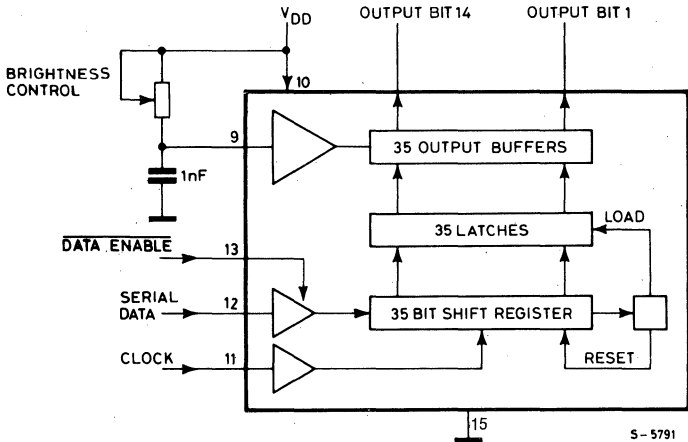 VDD
OUTPUT BIT 14
OUTPUT BIT 1
BRIGHTNESS
CONTROL
10
9
35 OUTPUT BUFFERS
1nF
LOAD
35 LATCHES
DATA ENABLE
13
SERIAL
DATA
12
35 BIT SHIFT REGISTER
CLOCK
11
RESET
15
S-5791